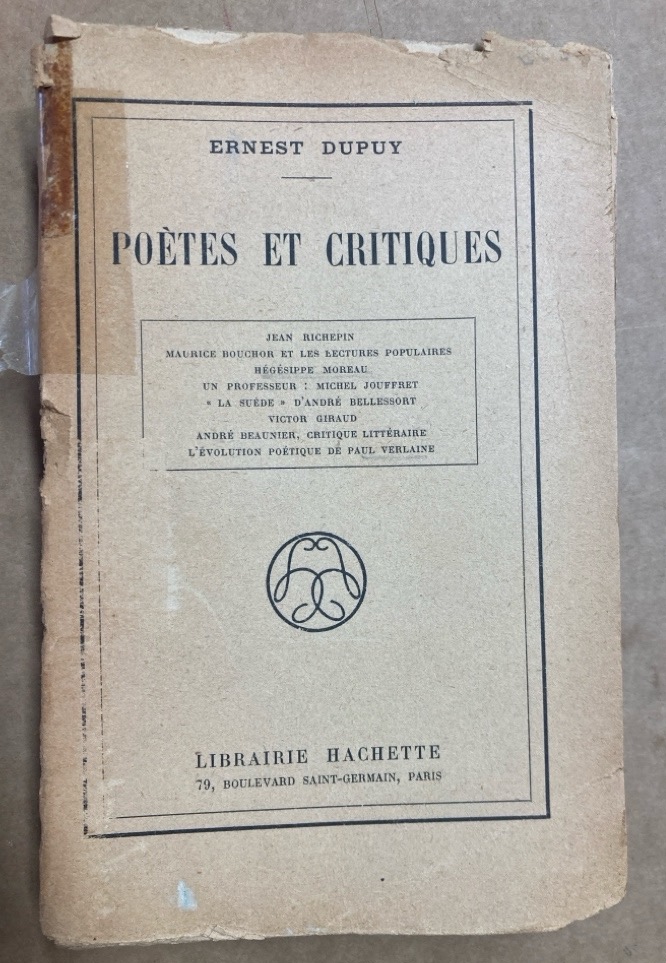 ERNEST DUPUY
POÈTES ET CRITIQUES
JEAN RICHEPIN
MAURICE BOUCHOR ET LES LECTURES POPULAIRES
HÉGÉSIPPE MOREAU
UN PROFESSEUR : MICHEL JOUFFRET
« LA SUÈDE » D'ANDRÉ BELLESSORT
VICTOR GIRAUD
ANDRÉ BEAUNIER, CRITIQUE LITTÉRAIRE
L'ÉVOLUTION POÉTIQUE DE PAUL VERLAINE
LIBRAIRIE HACHETTE
79, BOULEVARD SAINT-GERMAIN, PARIS